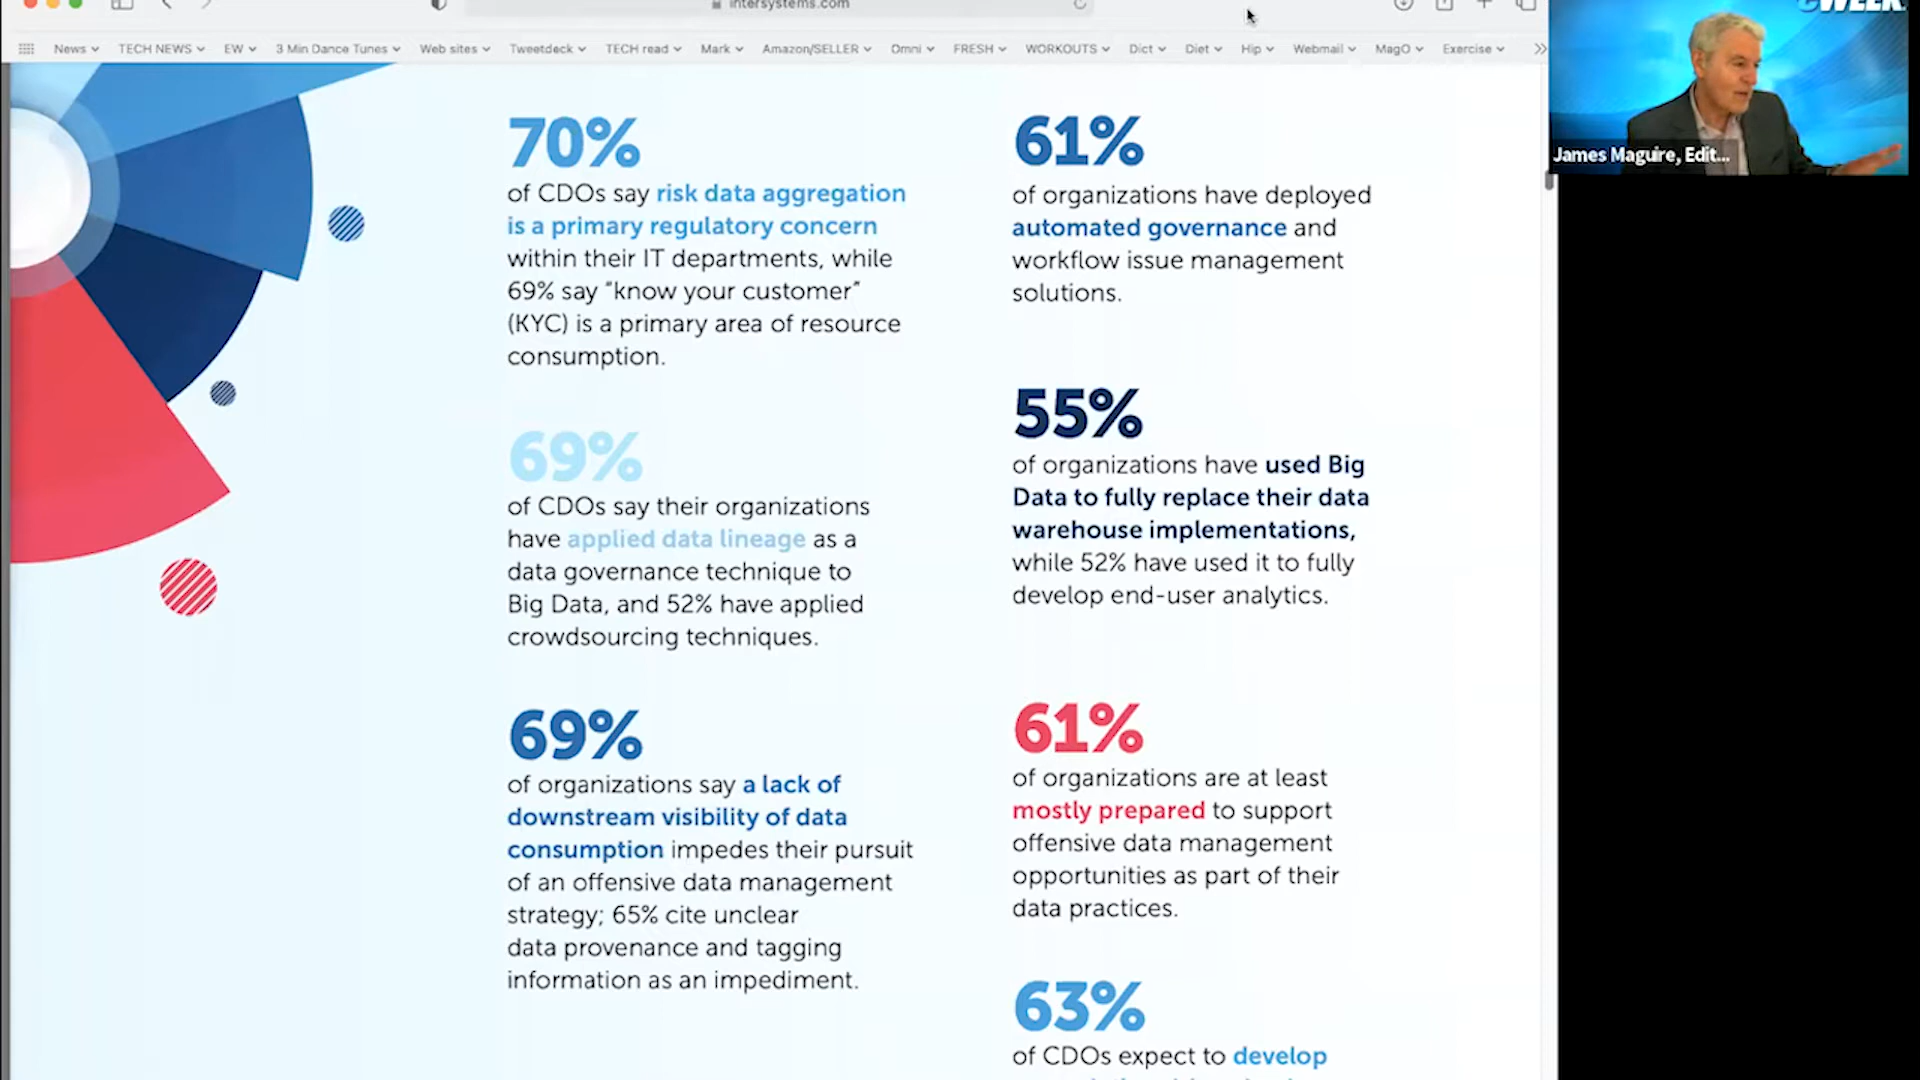 intersystems.com
News
TECH NEWS
EW
3 Min Dance Tunes
Web sites
Tweetdeck
TECH read
Mark
Amazon/SELLER
Omni
FRESH
WORKOUTS
Dict
Diet
Hip
Webmail
MagO
Exercise
eWEEK
James Maguire, Edit...
70%
of CDOs say risk data aggregation
is a primary regulatory concern
within their IT departments, while
69% say “know your customer”
(KYC) is a primary area of resource
consumption.
69%
of CDOs say their organizations
have applied data lineage as a
data governance technique to
Big Data, and 52% have applied
crowdsourcing techniques.
69%
of organizations say a lack of
downstream visibility of data
consumption impedes their pursuit
of an offensive data management
strategy; 65% cite unclear
data provenance and tagging
information as an impediment.
61%
of organizations have deployed
automated governance and
workflow issue management
solutions.
55%
of organizations have used Big
Data to fully replace their data
warehouse implementations,
while 52% have used it to fully
develop end-user analytics.
61%
of organizations are at least
mostly prepared to support
offensive data management
opportunities as part of their
data practices.
63%
of CDOs expect to develop